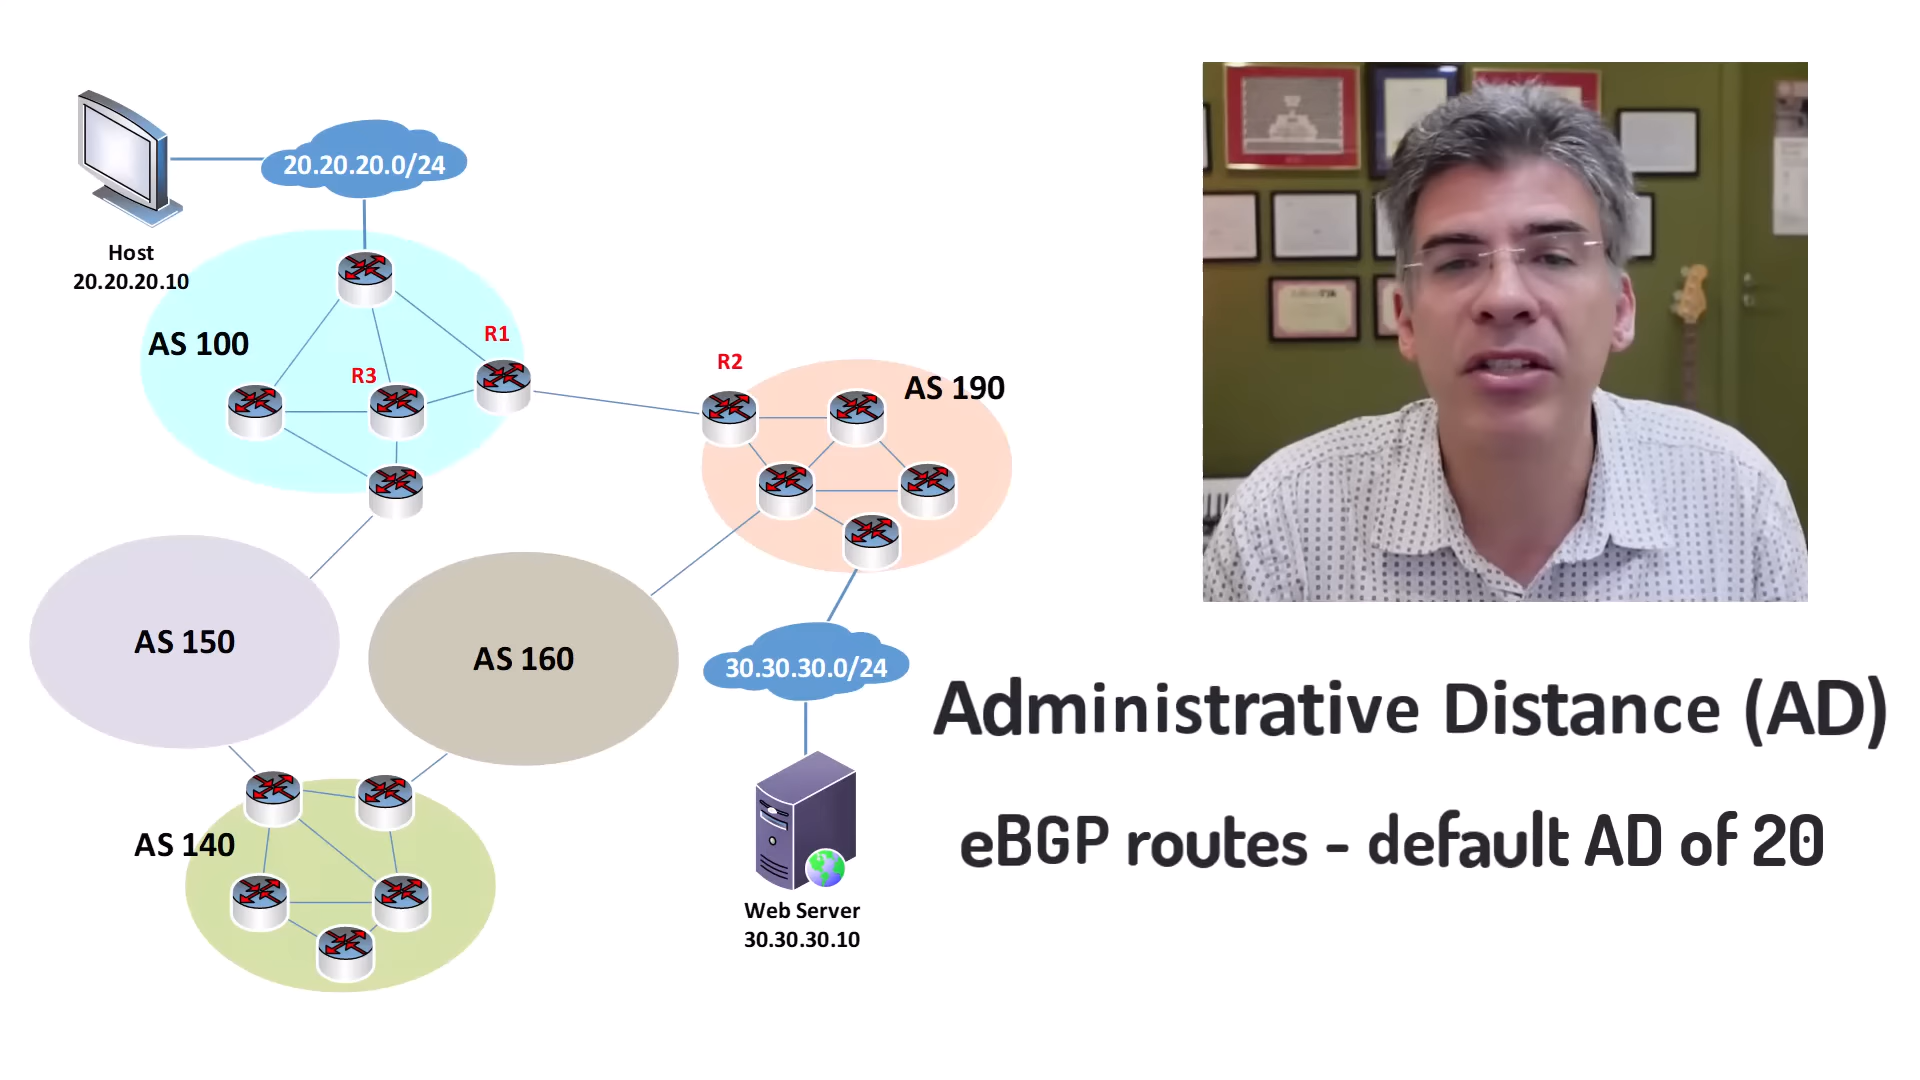 20.20.20.0/24
Host
20.20.20.10
AS 100
R1
R3
R2
AS 190
AS 150
AS 160
30.30.30.0/24
AS 140
Web Server
30.30.30.10
Administrative Distance (AD)
eBGP routes - default AD of 20